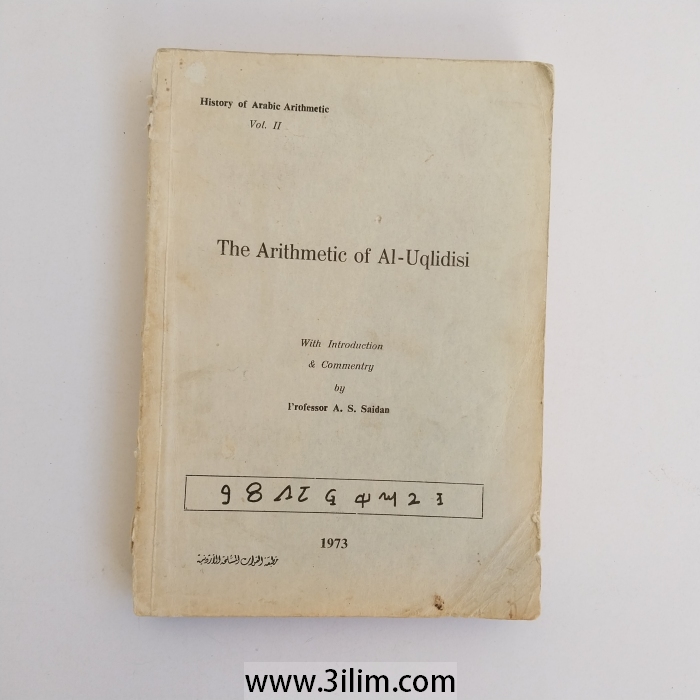 History of Arabic Arithmetic
Vol. II
The Arithmetic of Al-Uqlidisi
With Introduction
& Commentry
by
Professor A. S. Saidan
1973
www.3ilim.com